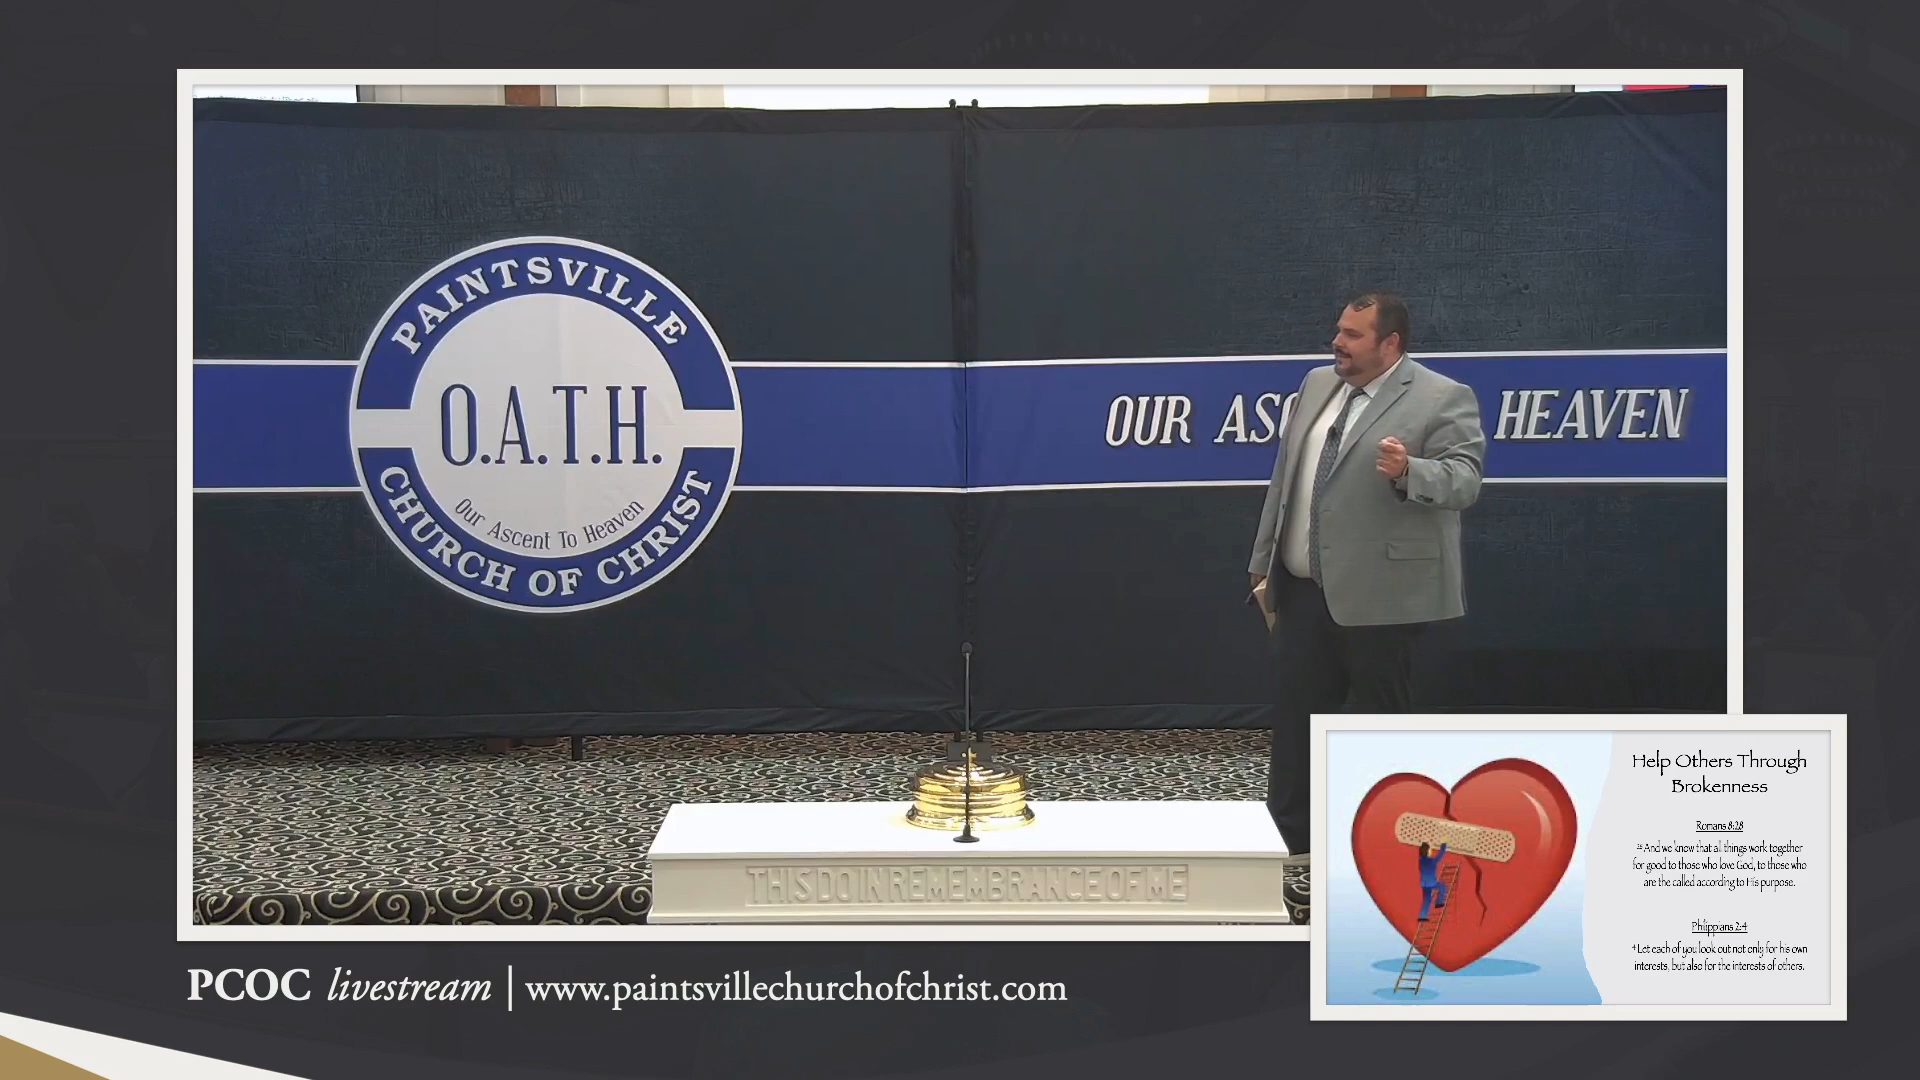 PAINTSVILLE
O.A.T.H.
Our Ascent To Heaven
CHURCH OF CHRIST
OUR ASC HEAVEN
THIS DO IN REMEMBRANCE OF ME
Help Others Through
Brokenness
Romans 8:28
28 And we know that all things work together
for good to those who love God, to those who
are the called according to His purpose.
Philippians 2:4
4 Let each of you look out not only for his own
interests, but also for the interests of others.
PCOC livestream | www.paintsvillechurchofchrist.com